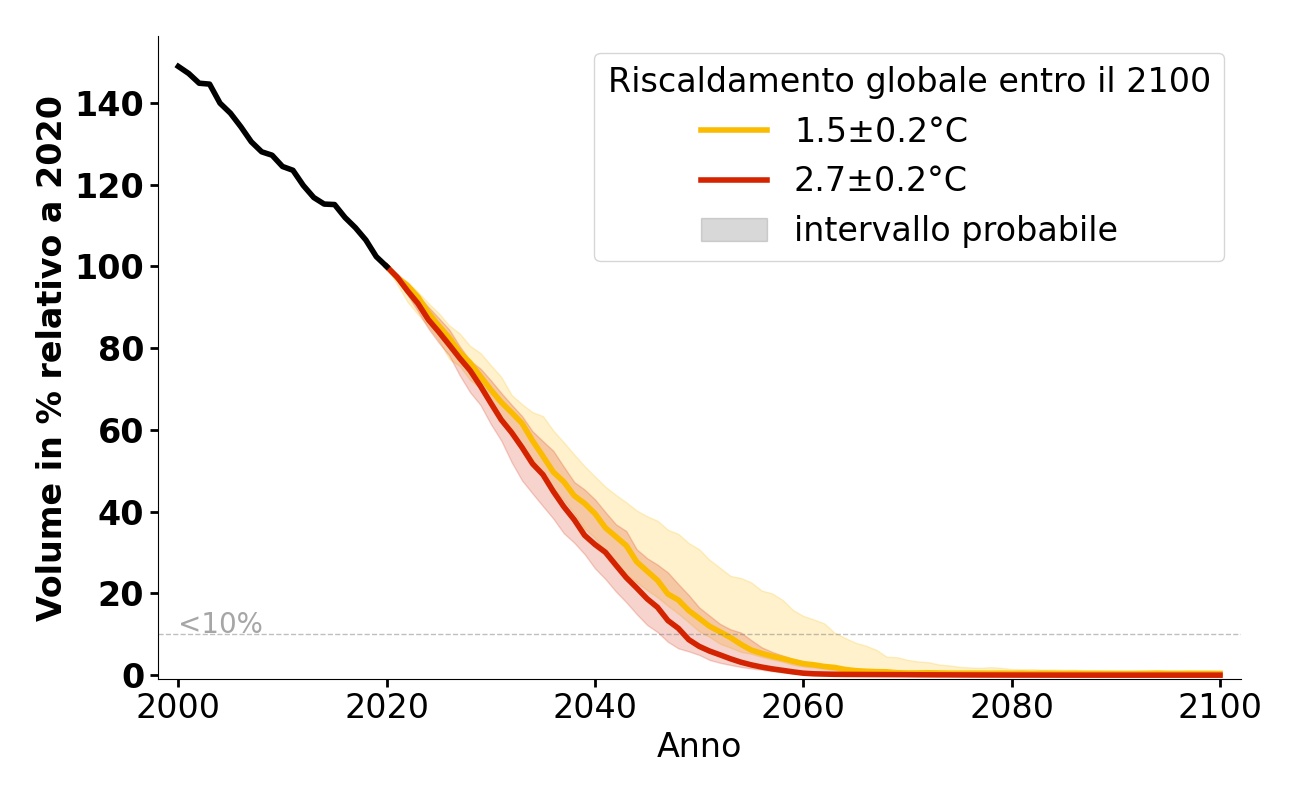 Volume in % relativo a 2020
140
120
100
80
60
40
20
0
<10%
Riscaldamento globale entro il 2100
1.5±0.2°C
2.7±0.2°C
intervallo probabile
2000 2020 2040 2060 2080 2100
Anno